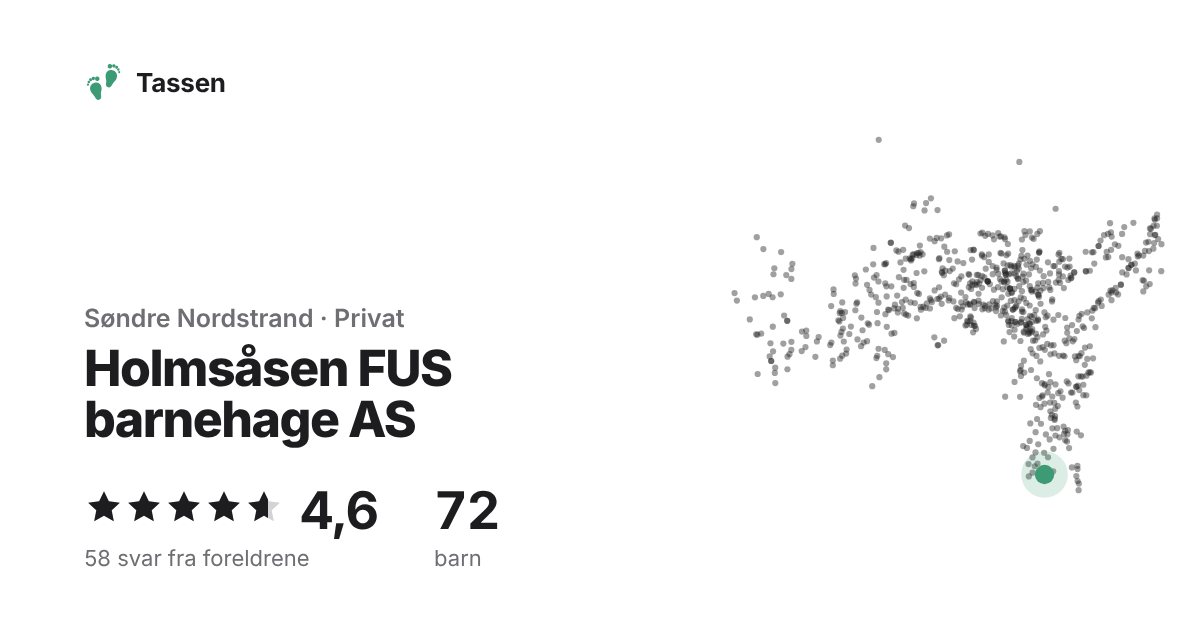 Tassen
Søndre Nordstrand · Privat
Holmsåsen FUS
barnehage AS
4,6
72
58 svar fra foreldrene
barn